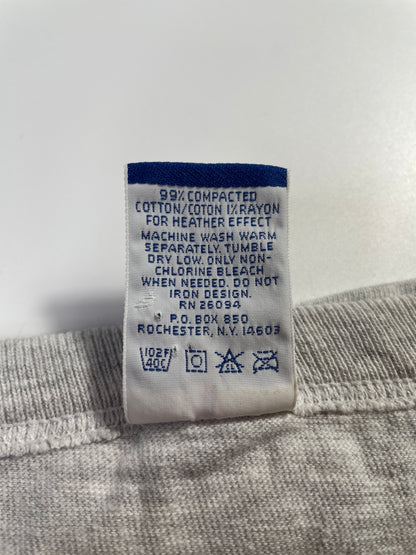 99% COMPACTED
COTTON/COTON 1% RAYON
FOR HEATHER EFFECT
MACHINE WASH WARM
SEPARATELY. TUMBLE
DRY LOW. ONLY NON-
CHLORINE BLEACH
WHEN NEEDED. DO NOT
IRON DESIGN.
RN 26094
P.O. BOX 850
ROCHESTER, N.Y. 14603
102F
40C CL